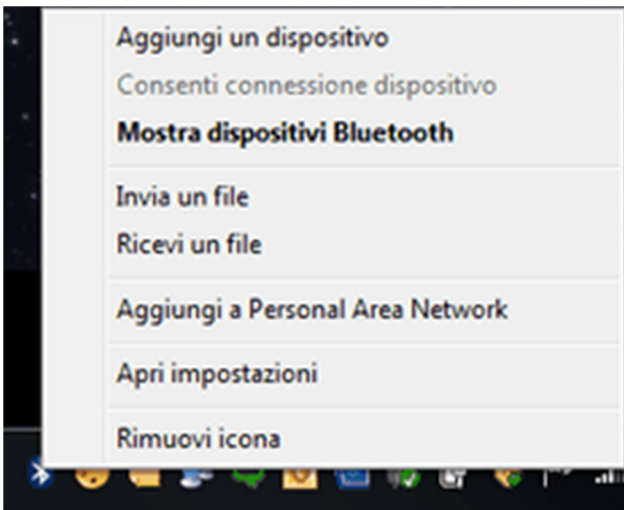 Aggiungi un dispositivo
Consenti connessione dispositivo
Mostra dispositivi Bluetooth
Invia un file
Ricevi un file
Aggiungi a Personal Area Network
Apri impostazioni
Rimuovi icona